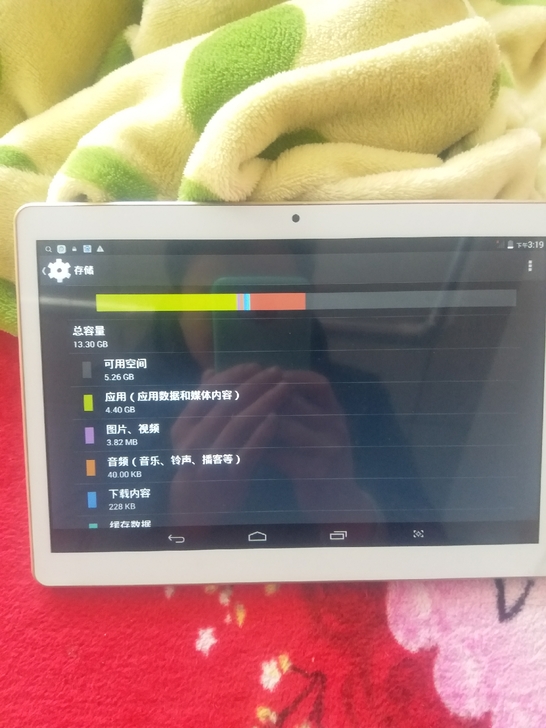 下午3:19
存储
总容量
13.30 GB
可用空间
5.26 GB
应用（应用数据和媒体内容）
4.40 GB
图片、视频
3.82 MB
音频（音乐、铃声、播客等）
40.00 KB
下载内容
228 KB
缓存数据